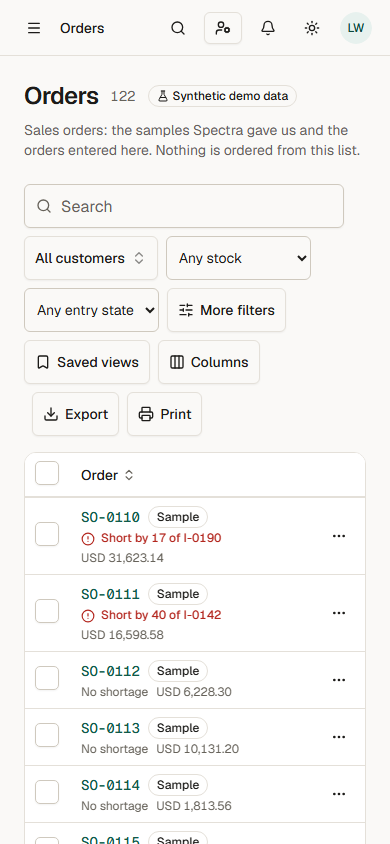 Orders
LW
Orders 122 Synthetic demo data
Sales orders: the samples Spectra gave us and the
orders entered here. Nothing is ordered from this list.
Search
All customers Any stock
Any entry state More filters
Saved views Columns
Export Print
Order
SO-0110 Sample
Short by 17 of I-0190
USD 31,623.14
SO-0111 Sample
Short by 40 of I-0142
USD 16,598.58
SO-0112 Sample
No shortage USD 6,228.30
SO-0113 Sample
No shortage USD 10,131.20
SO-0114 Sample
No shortage USD 1,813.56
SO-0115 Sample